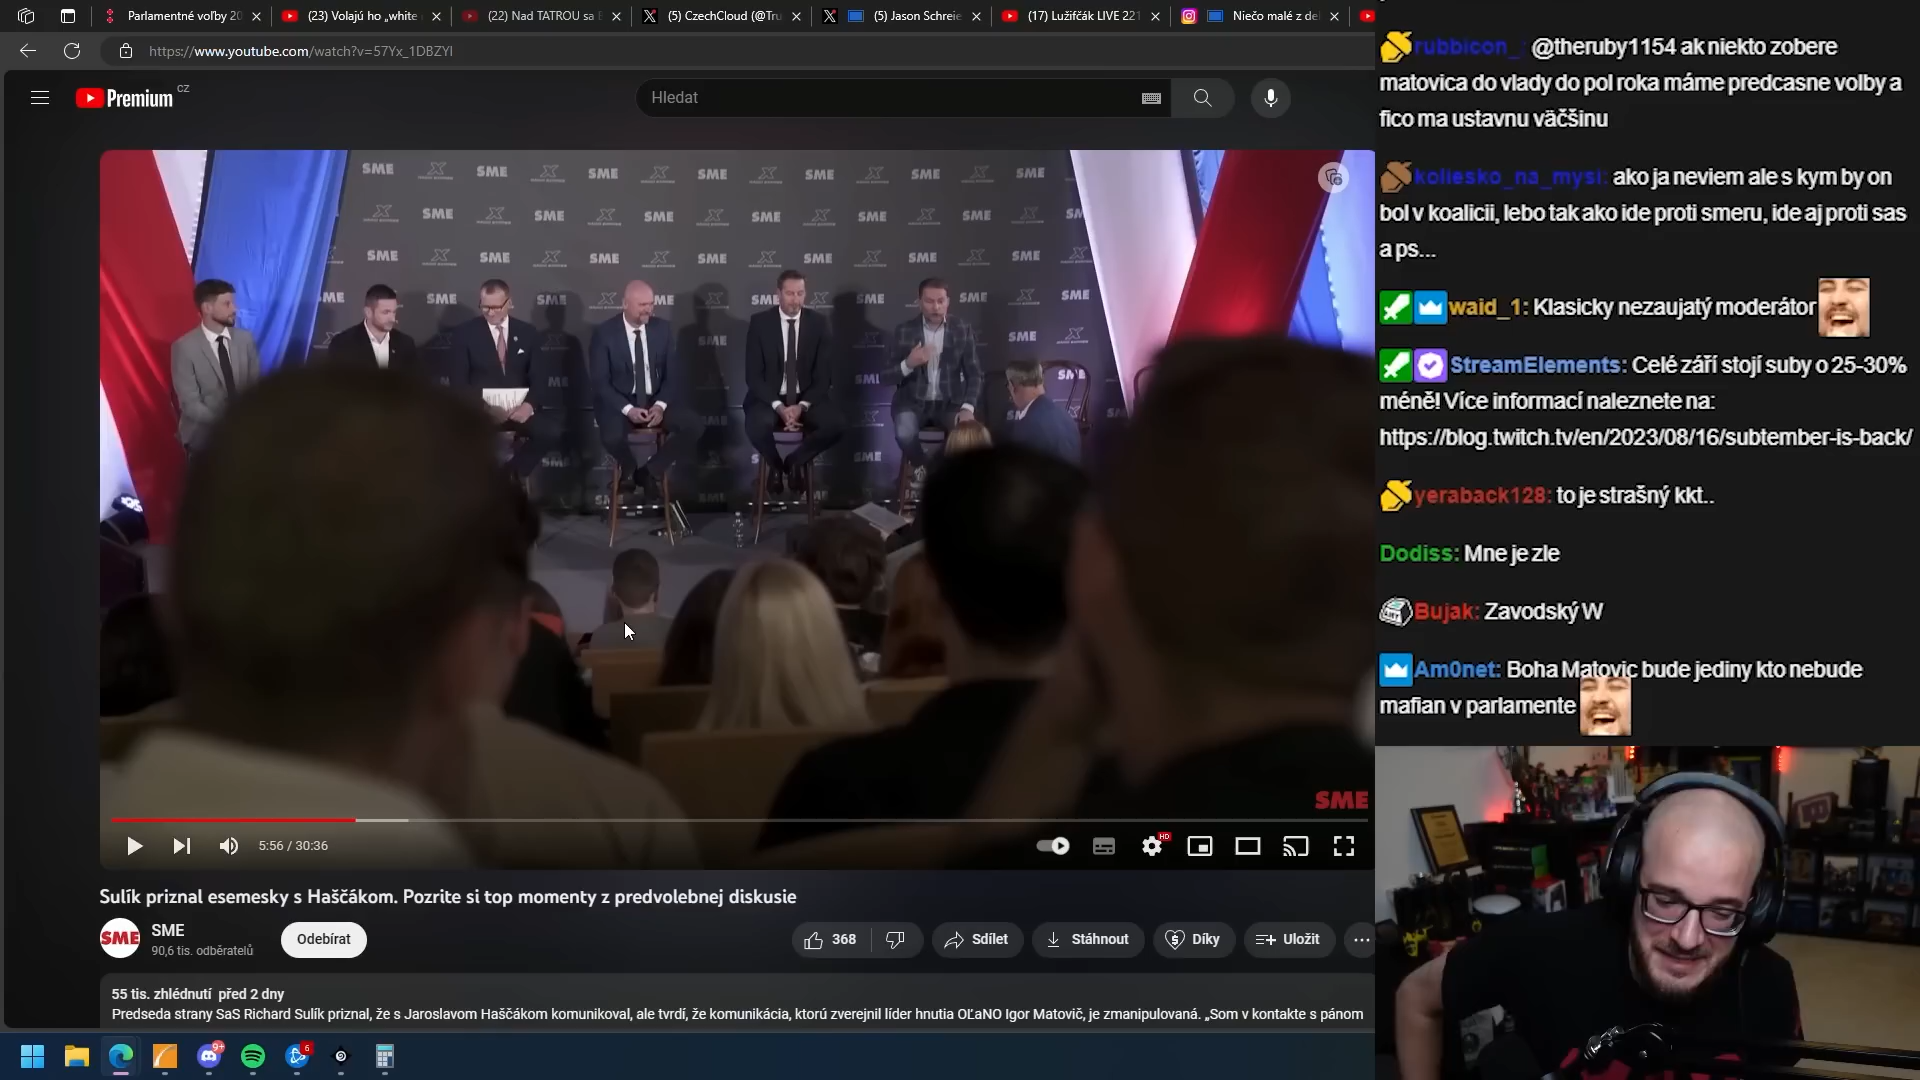 Parlamentné voľby 20
(23) Volajú ho „white
(22) Nad TATROU sa
(5) CzechCloud (@Tru
(5) Jason Schreie
(17) Lužifčák LIVE 221
Niečo malé z de
https://www.youtube.com/watch?v=57Yx_1DBZYI
Premium CZ
Hledat
SME
5:56 / 30:36
HD
Sulík priznal esemesky s Haščákom. Pozrite si top momenty z predvolebnej diskusie
SME
SME
90,6 tis. odběratelů
Odebírat
368
Sdílet
Stáhnout
Díky
Uložit
55 tis. zhlédnutí před 2 dny
Predseda strany SaS Richard Sulík priznal, že s Jaroslavom Haščákom komunikoval, ale tvrdí, že komunikácia, ktorú zverejnil líder hnutia OĽaNO Igor Matovič, je zmanipulovaná. „Som v kontakte s pánom
9+
6
rubbicon_: @theruby1154 ak niekto zobere
matovica do vlady do pol roka máme predcasne volby a
fico ma ustavnu väčšinu
koliesko_na_mysi: ako ja neviem ale s kym by on
bol v koalicii, lebo tak ako ide proti smeru, ide aj proti sas
a ps...
waid_1: Klasicky nezaujatý moderátor
StreamElements: Celé září stojí suby o 25-30%
méně! Více informací naleznete na:
https://blog.twitch.tv/en/2023/08/16/subtember-is-back/
yeraback128: to je strašný kkt..
Dodiss: Mne je zle
Bujak: Zavodský W
Am0net: Boha Matovic bude jediny kto nebude
mafian v parlamente